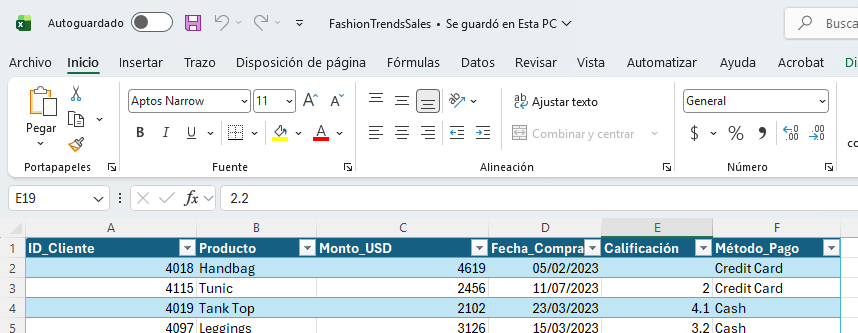 Autoguardado FashionTrendsSales • Se guardó en Esta PC Busca
Archivo Inicio Insertar Trazo Disposición de página Fórmulas Datos Revisar Vista Automatizar Ayuda Acrobat Di
Pegar Aptos Narrow 11 A A ab Ajustar texto General
N K S A Combinar y centrar $ % 000 co
Portapapeles Fuente Alineación Número
E19 fx 2.2
A B C D E F
1 ID_Cliente Producto Monto_USD Fecha_Compra Calificación Método_Pago
2 4018 Handbag 4619 05/02/2023 Credit Card
3 4115 Tunic 2456 11/07/2023 2 Credit Card
4 4019 Tank Top 2102 23/03/2023 4.1 Cash
5 4097 Leggings 3126 15/03/2023 3.2 Cash